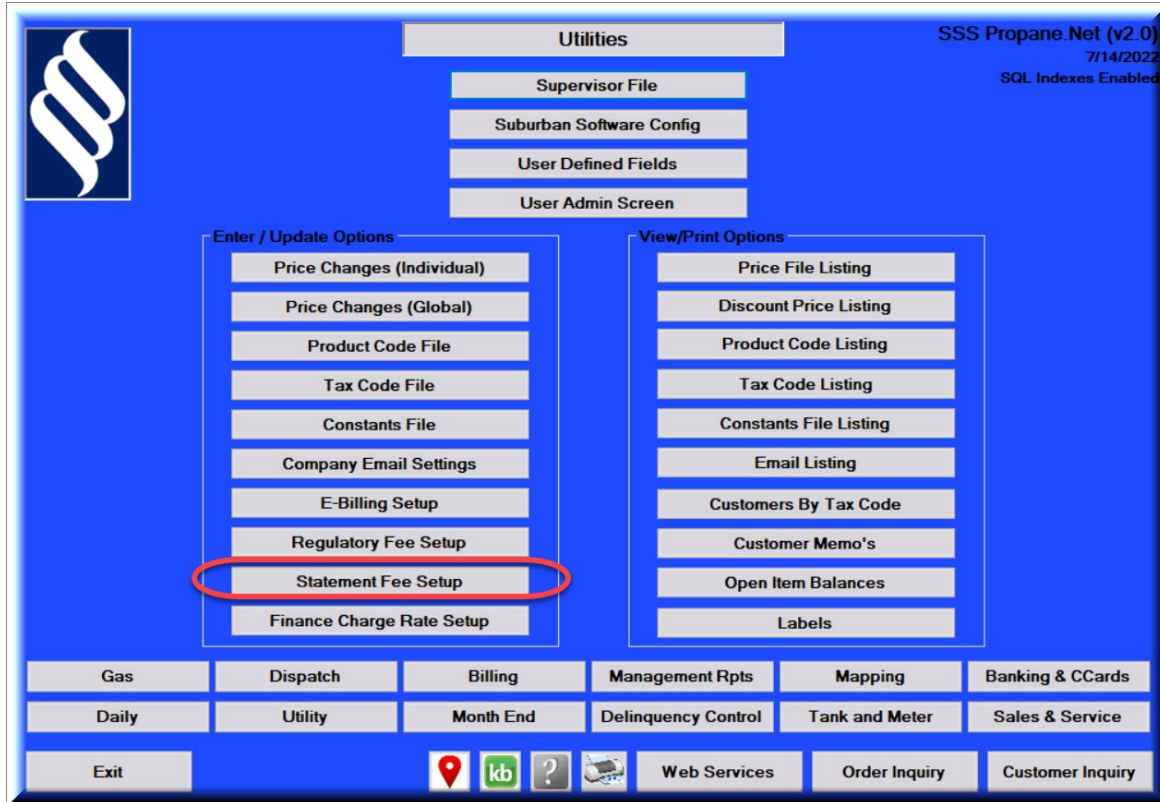 Utilities
SSS Propane.Net (v2.0)
7/14/2022
SQL Indexes Enabled
Supervisor File
Suburban Software Config
User Defined Fields
User Admin Screen
Enter / Update Options
Price Changes (Individual)
Price Changes (Global)
Product Code File
Tax Code File
Constants File
Company Email Settings
E-Billing Setup
Regulatory Fee Setup
Statement Fee Setup
Finance Charge Rate Setup
View/Print Options
Price File Listing
Discount Price Listing
Product Code Listing
Tax Code Listing
Constants File Listing
Email Listing
Customers By Tax Code
Customer Memo's
Open Item Balances
Labels
Gas Dispatch Billing Management Rpts Mapping Banking & CCards
Daily Utility Month End Delinquency Control Tank and Meter Sales & Service
Exit kb ? Web Services Order Inquiry Customer Inquiry